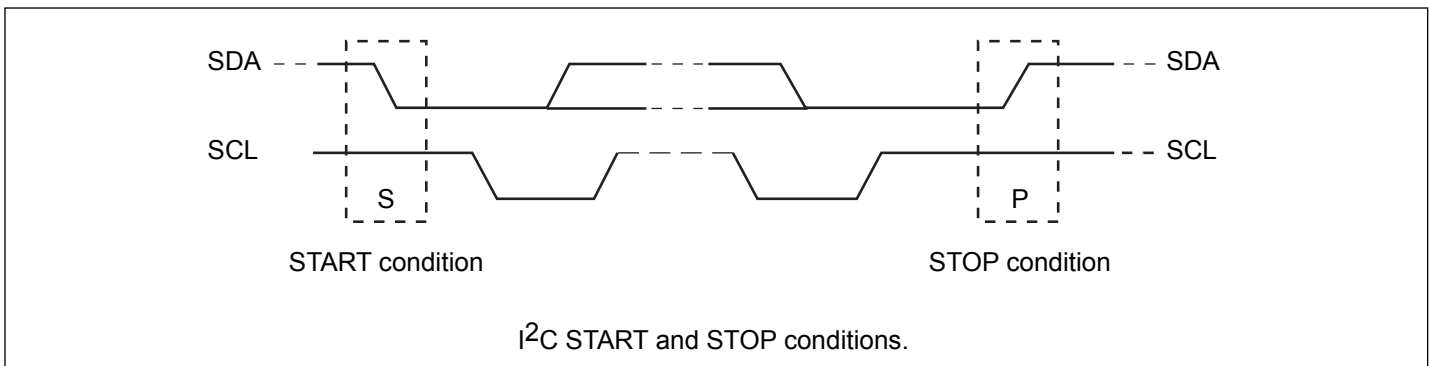 SDA
SDA
SCL
SCL
S
P
START condition
STOP condition
I²C START and STOP conditions.